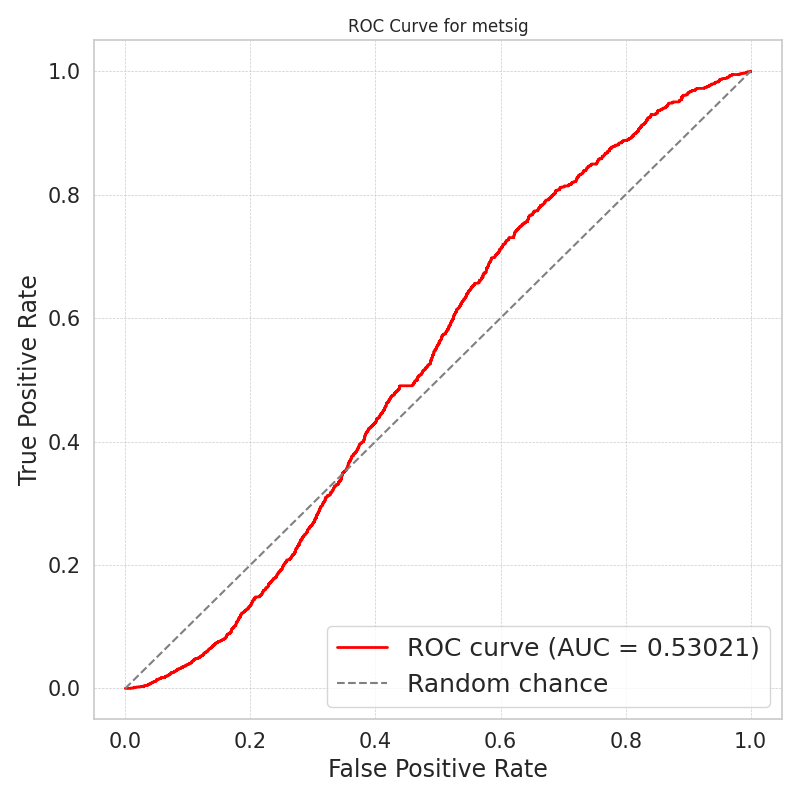 ROC Curve for metsig
True Positive Rate
1.0
0.8
0.6
0.4
0.2
0.0
ROC curve (AUC = 0.53021)
Random chance
0.0 0.2 0.4 0.6 0.8 1.0
False Positive Rate